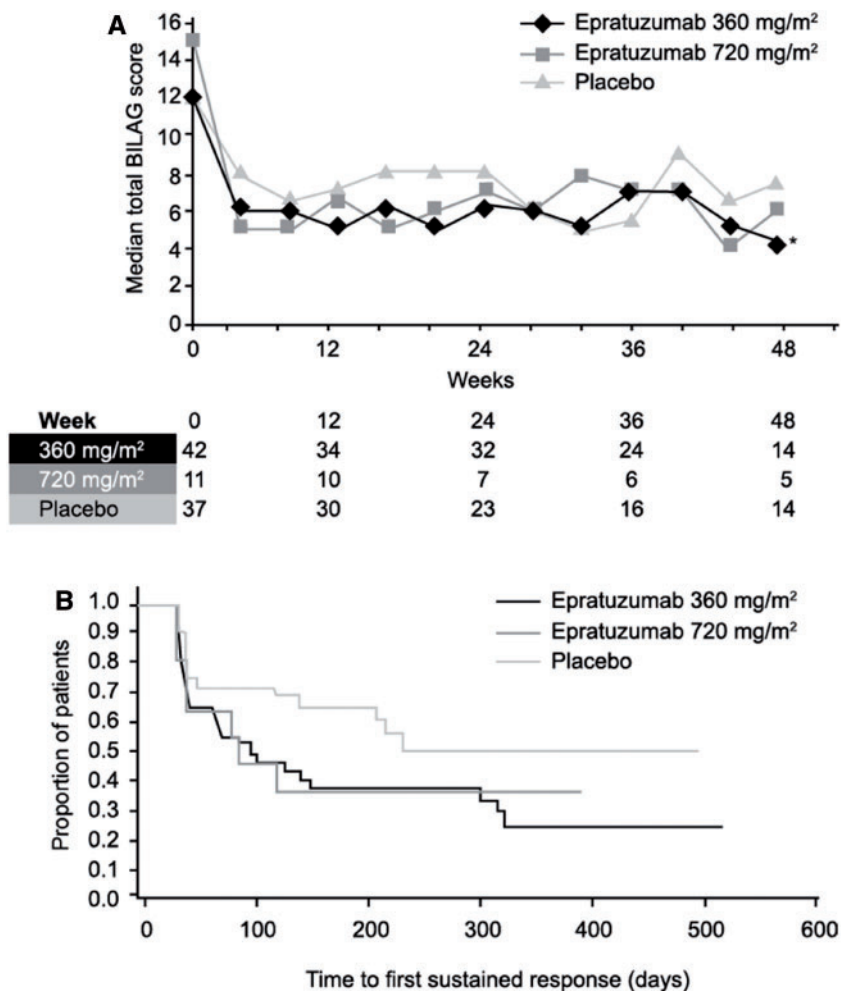 A
16
14
12
10
8
6
4
2
0
Median total BILAG score
Epratuzumab 360 mg/m²
Epratuzumab 720 mg/m²
Placebo
*
0 12 24 36 48
Weeks
Week 0 12 24 36 48
360 mg/m² 42 34 32 24 14
720 mg/m² 11 10 7 6 5
Placebo 37 30 23 16 14
B
1.0
0.9
0.8
0.7
0.6
0.5
0.4
0.3
0.2
0.1
0.0
Proportion of patients
Epratuzumab 360 mg/m²
Epratuzumab 720 mg/m²
Placebo
0 100 200 300 400 500 600
Time to first sustained response (days)